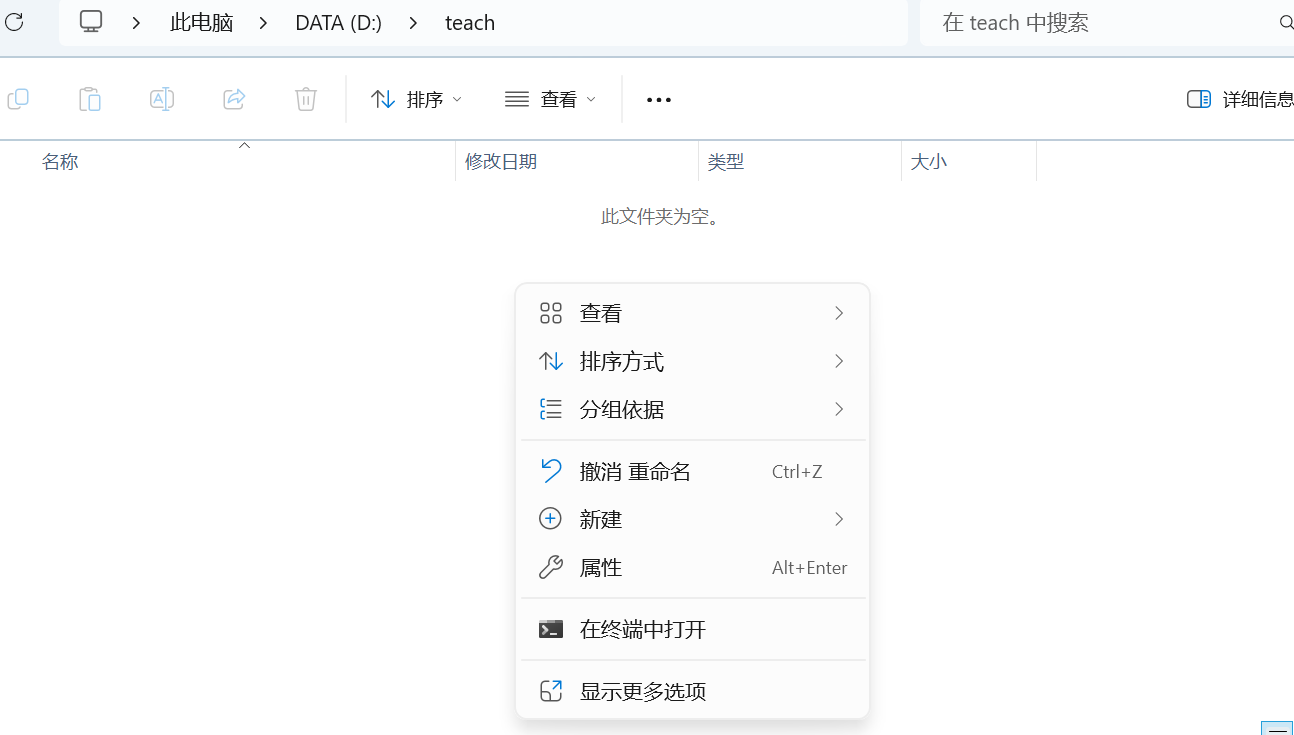 此电脑 > DATA (D:) > teach 在 teach 中搜索
排序 查看 ••• 详细信息
名称 修改日期 类型 大小
此文件夹为空。
查看
排序方式
分组依据
撤消 重命名 Ctrl+Z
新建
属性 Alt+Enter
在终端中打开
显示更多选项